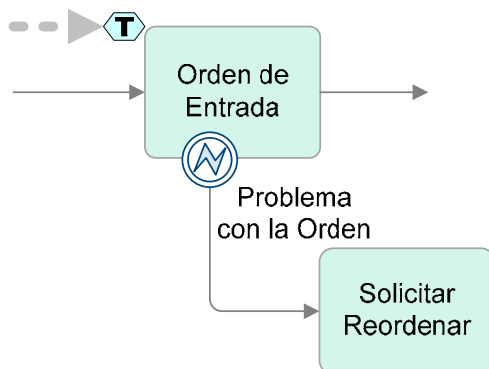 T
Orden de
Entrada
Problema
con la Orden
Solicitar
Reordenar